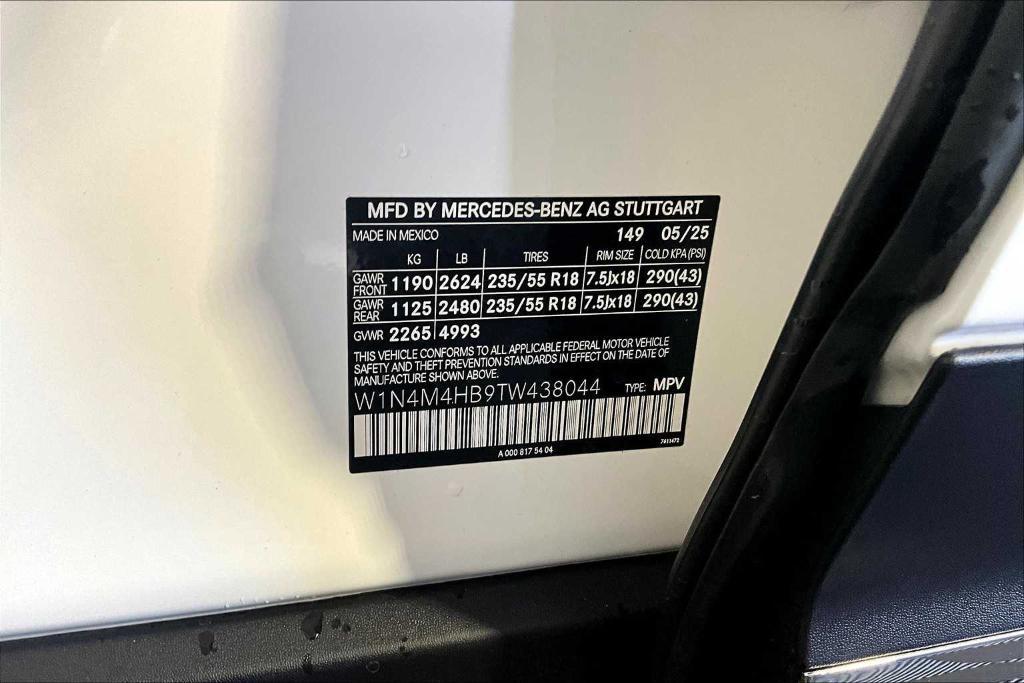 MFD BY MERCEDES-BENZ AG STUTTGART
MADE IN MEXICO 149 05/25
KG LB TIRES RIM SIZE COLD KPA (PSI)
GAWR FRONT 1190 2624 235/55 R18 7.5Jx18 290(43)
GAWR REAR 1125 2480 235/55 R18 7.5Jx18 290(43)
GVWR 2265 4993
THIS VEHICLE CONFORMS TO ALL APPLICABLE FEDERAL MOTOR VEHICLE
SAFETY AND THEFT PREVENTION STANDARDS IN EFFECT ON THE DATE OF
MANUFACTURE SHOWN ABOVE.
W1N4M4HB9TW438044 TYPE: MPV
A 000 817 54 04 7411472